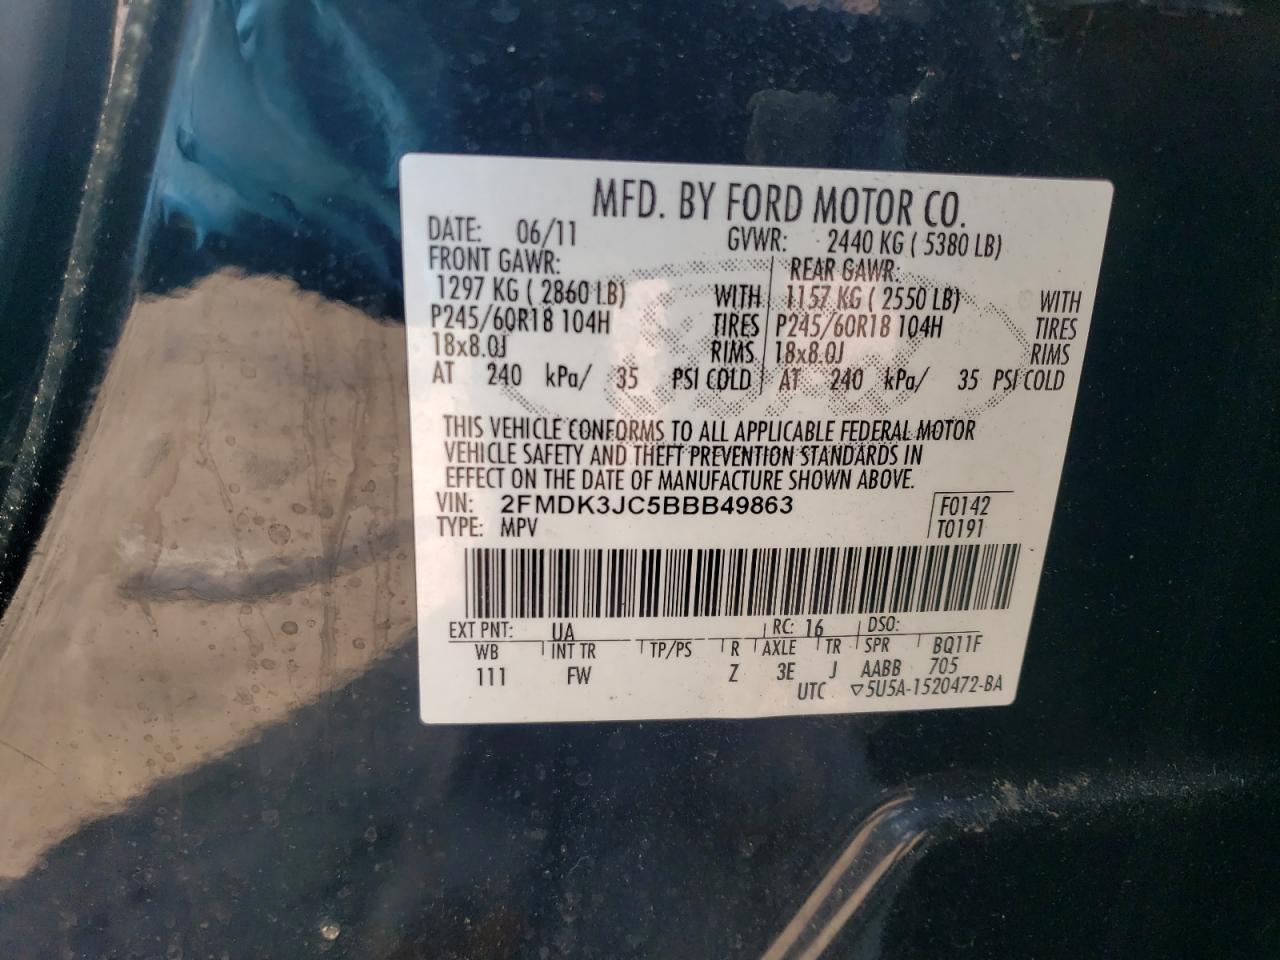 MFD. BY FORD MOTOR CO.
DATE: 06/11 GVWR: 2440 KG ( 5380 LB)
FRONT GAWR: REAR GAWR:
1297 KG ( 2860 LB) WITH 1157 KG ( 2550 LB) WITH
P245/60R18 104H TIRES P245/60R18 104H TIRES
18x8.0J RIMS 18x8.0J RIMS
AT 240 kPa/ 35 PSI COLD AT 240 kPa/ 35 PSI COLD
THIS VEHICLE CONFORMS TO ALL APPLICABLE FEDERAL MOTOR
VEHICLE SAFETY AND THEFT PREVENTION STANDARDS IN
EFFECT ON THE DATE OF MANUFACTURE SHOWN ABOVE.
VIN: 2FMDK3JC5BBB49863 F0142
TYPE: MPV T0191
EXT PNT: UA RC: 16 DSO:
WB INT TR TP/PS R AXLE TR SPR BQ11F
111 FW Z 3E J AABB 705
UTC ▽5U5A-1520472-BA